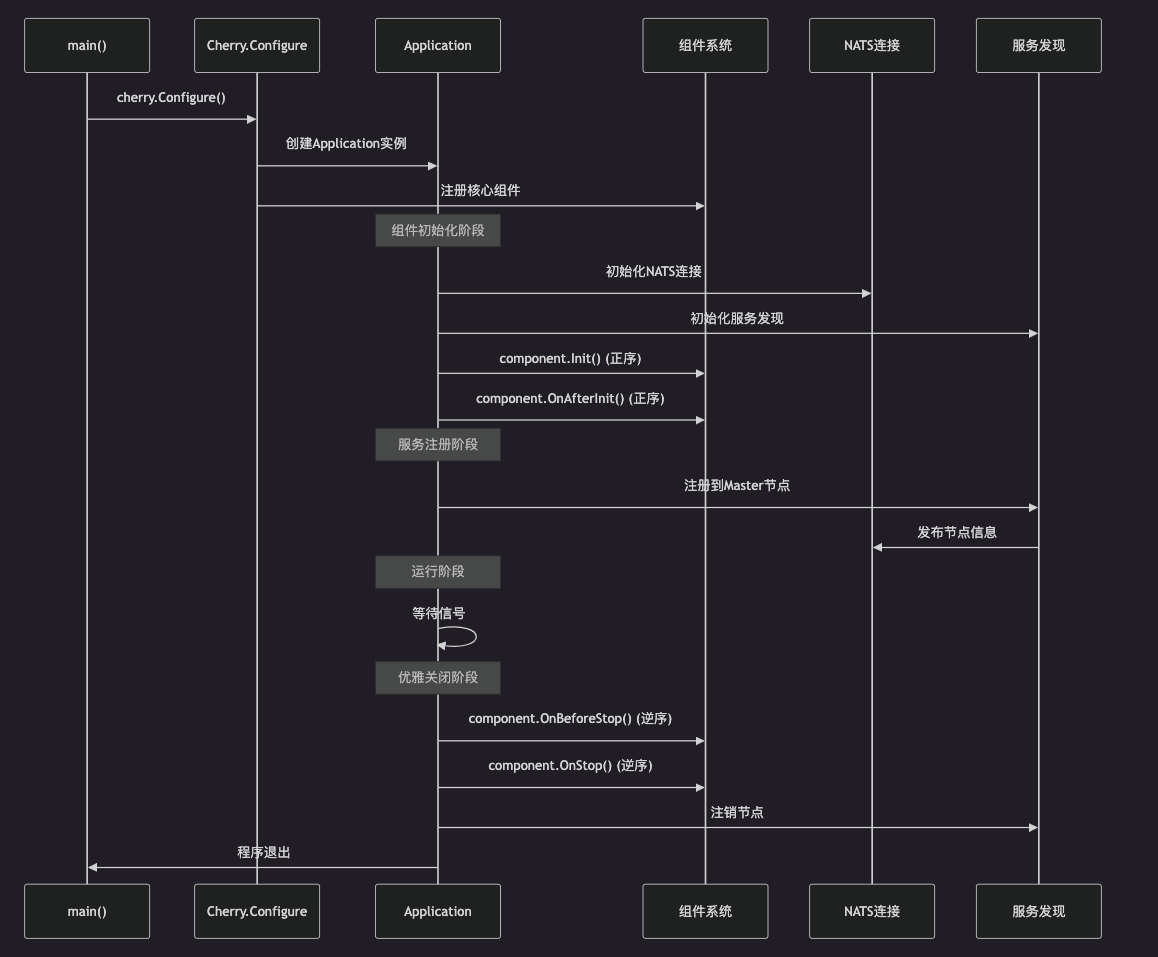 main()
Cherry.Configure
Application
组件系统
NATS连接
服务发现
cherry.Configure()
创建Application实例
注册核心组件
组件初始化阶段
初始化NATS连接
初始化服务发现
component.Init() (正序)
component.OnAfterInit() (正序)
服务注册阶段
注册到Master节点
发布节点信息
运行阶段
等待信号
优雅关闭阶段
component.OnBeforeStop() (逆序)
component.OnStop() (逆序)
注销节点
程序退出
main()
Cherry.Configure
Application
组件系统
NATS连接
服务发现